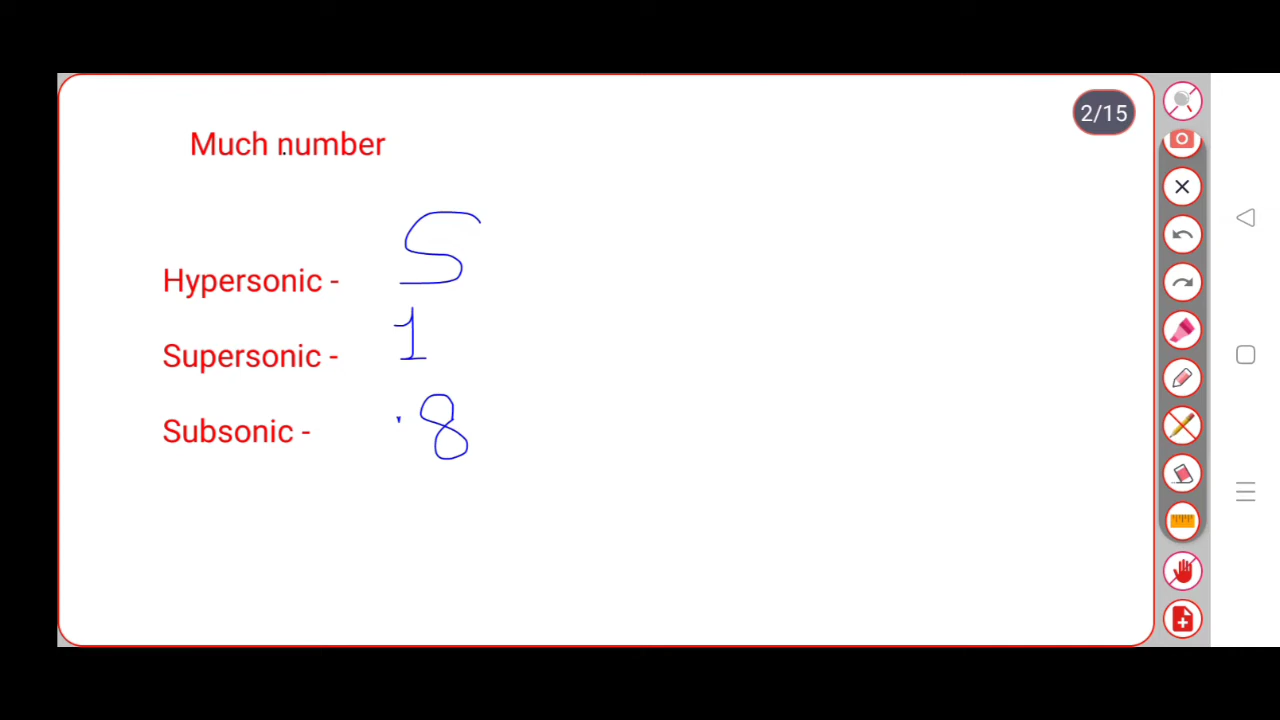 2/15
Much number
Hypersonic - 5
Supersonic - 1
Subsonic - .8